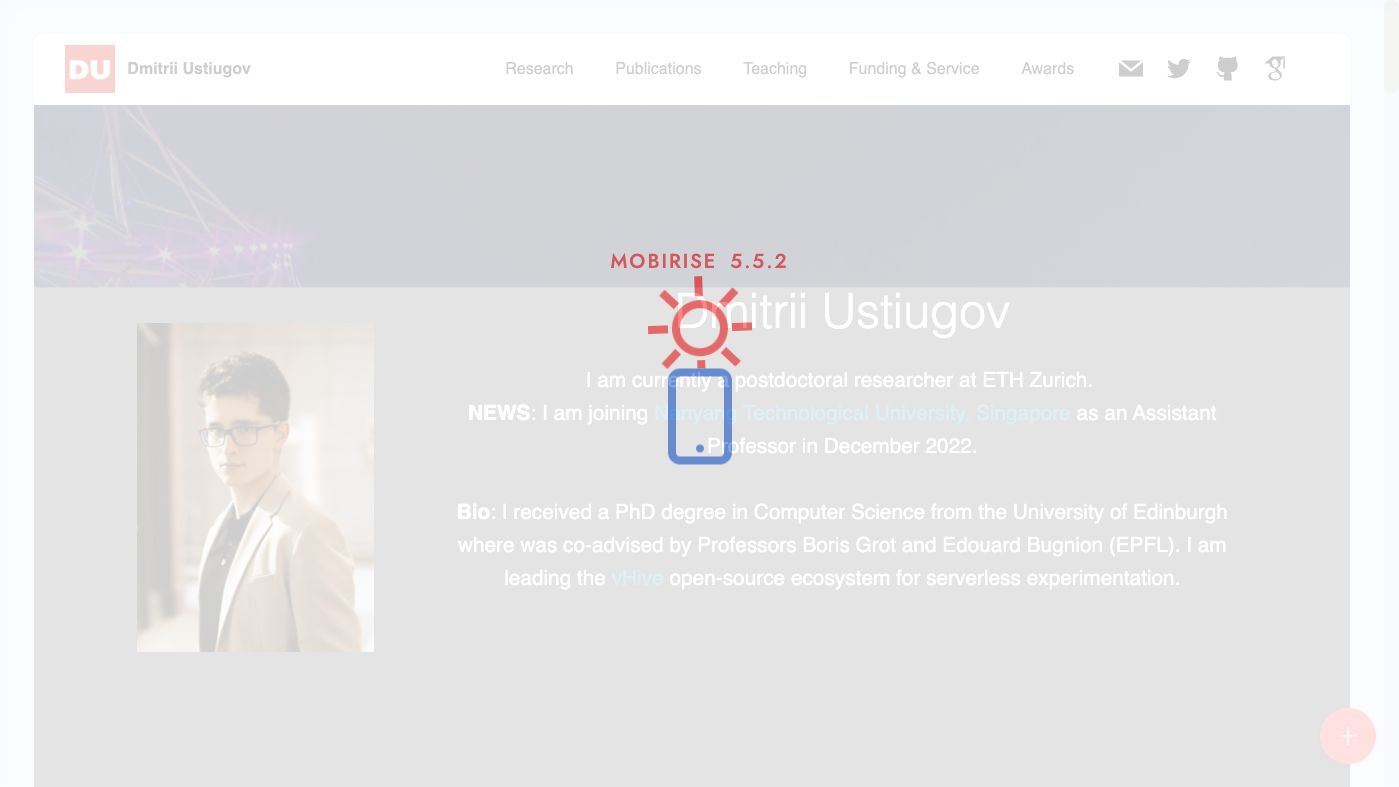 DU Dmitrii Ustiugov Research Publications Teaching Funding & Service Awards
MOBIRISE 5.5.2
Dmitrii Ustiugov
I am currently a postdoctoral researcher at ETH Zurich.
NEWS: I am joining Nanyang Technological University, Singapore as an Assistant
Professor in December 2022.
Bio: I received a PhD degree in Computer Science from the University of Edinburgh
where was co-advised by Professors Boris Grot and Edouard Bugnion (EPFL). I am
leading the vHive open-source ecosystem for serverless experimentation.